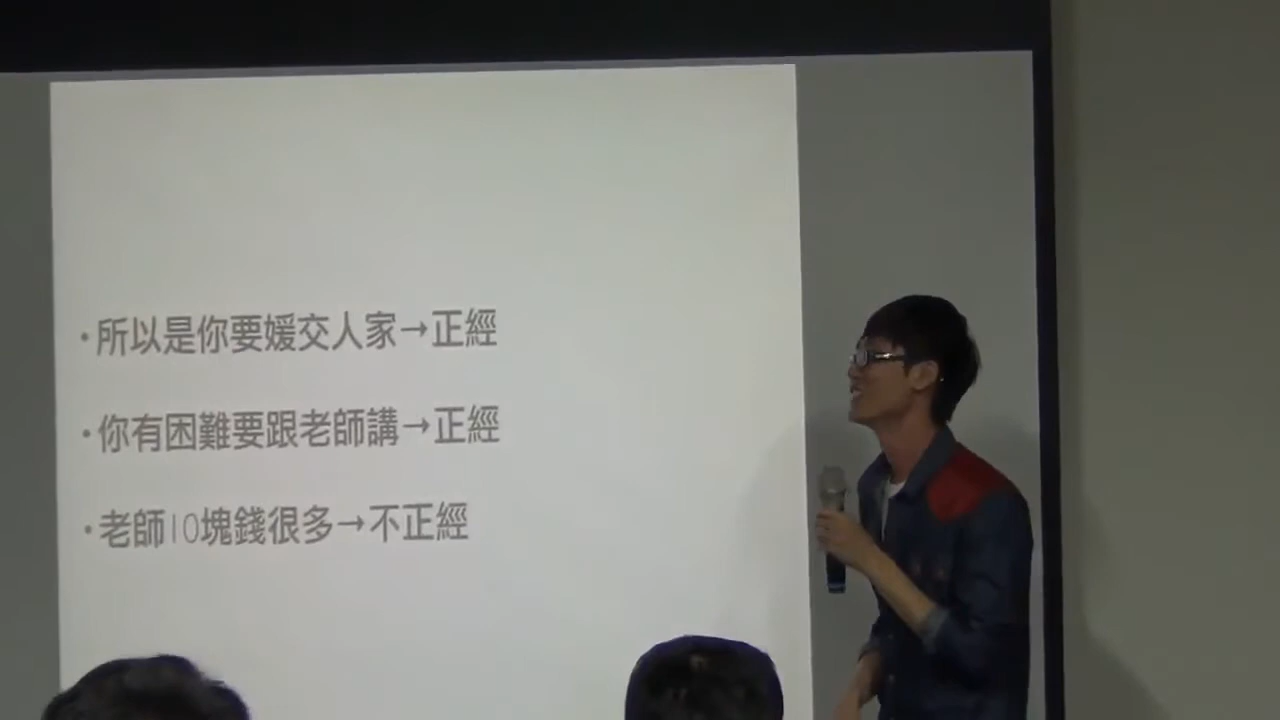 •所以是你要媛交人家→正經
•你有困難要跟老師講→正經
•老師10塊錢很多→不正經